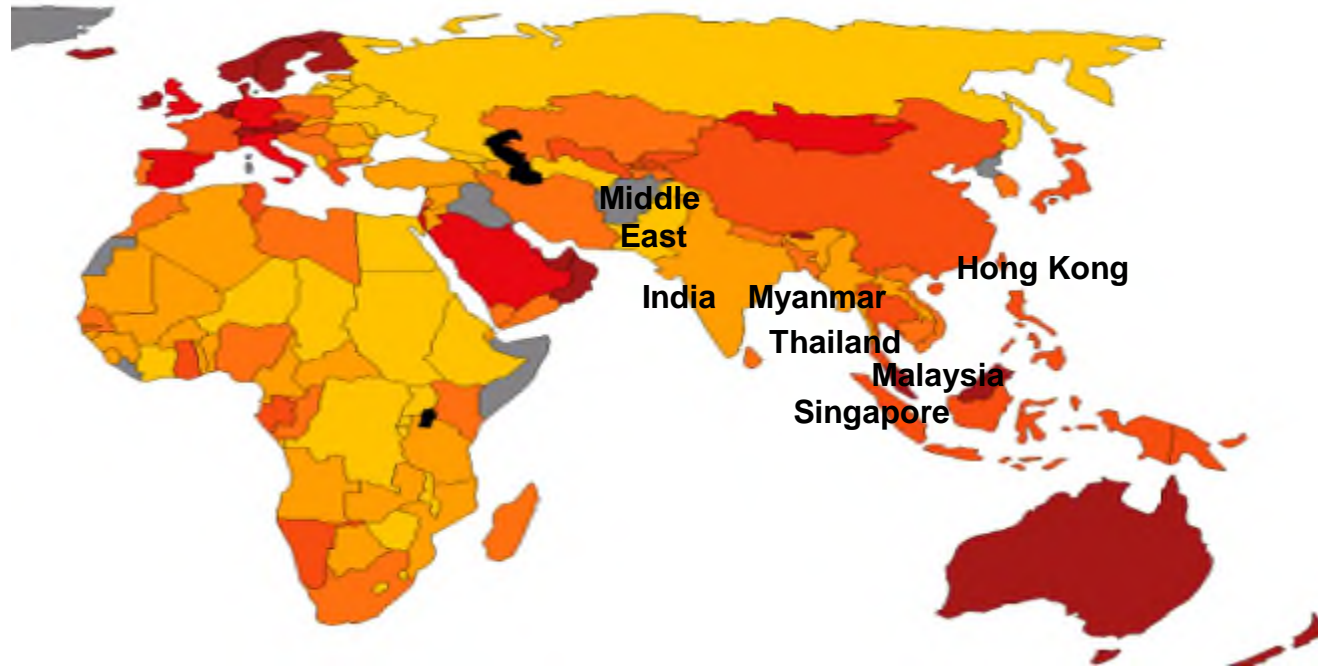 Middle
East
Hong Kong
India
Myanmar
Thailand
Malaysia
Singapore